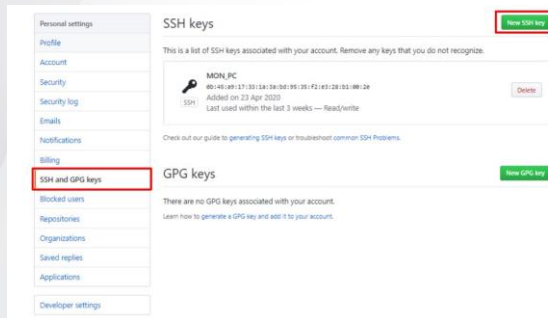 Personal settings
Profile
Account
Security
Security log
Emails
Notifications
Billing
SSH and GPG keys
Blocked users
Repositories
Organizations
Saved replies
Applications
Developer settings
SSH keys
New SSH key
This is a list of SSH keys associated with your account. Remove any keys that you do not recognize.
MON_PC
SSH
Added on 23 Apr 2020
Last used within the last 3 weeks — Read/write
Delete
Check out our guide to generating SSH keys or troubleshoot common SSH Problems.
GPG keys
New GPG key
There are no GPG keys associated with your account.
Learn how to generate a GPG key and add it to your account.